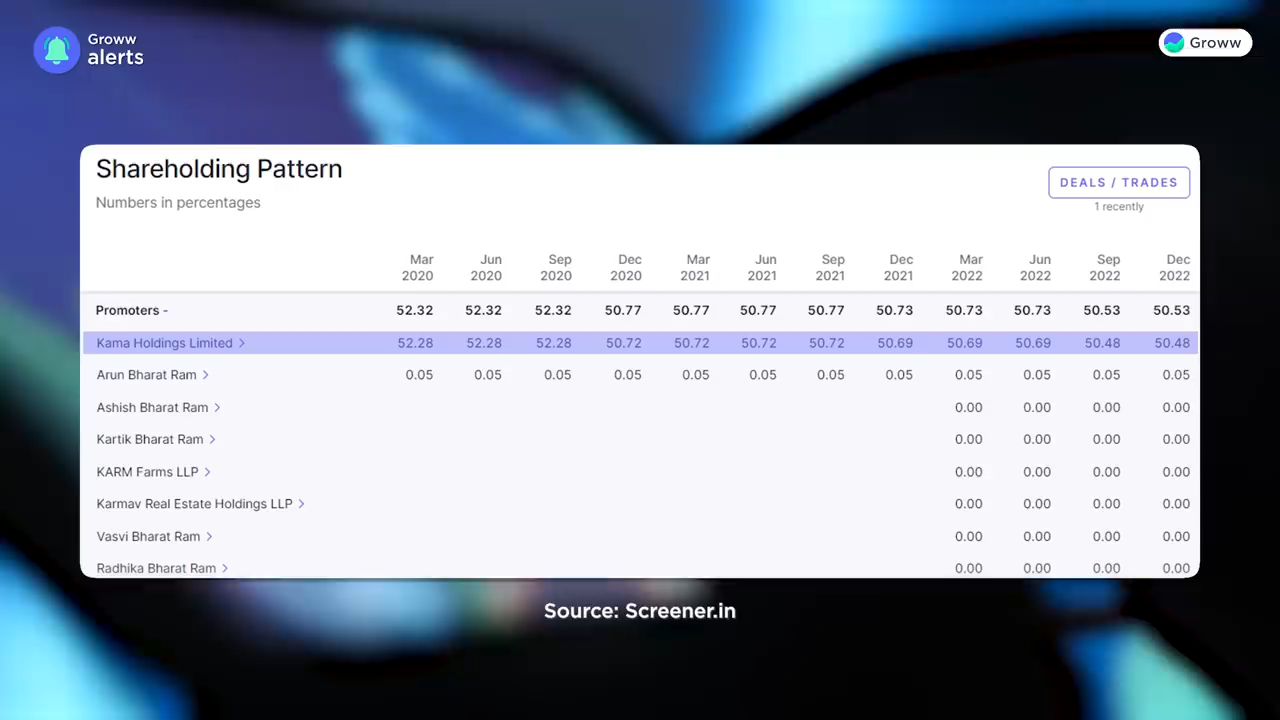 Groww
alerts
Groww
Shareholding Pattern
Numbers in percentages
DEALS / TRADES
1 recently
Mar 2020 Jun 2020 Sep 2020 Dec 2020 Mar 2021 Jun 2021 Sep 2021 Dec 2021 Mar 2022 Jun 2022 Sep 2022 Dec 2022
Promoters - 52.32 52.32 52.32 50.77 50.77 50.77 50.77 50.73 50.73 50.73 50.53 50.53
Kama Holdings Limited > 52.28 52.28 52.28 50.72 50.72 50.72 50.72 50.69 50.69 50.69 50.48 50.48
Arun Bharat Ram > 0.05 0.05 0.05 0.05 0.05 0.05 0.05 0.05 0.05 0.05 0.05 0.05
Ashish Bharat Ram > 0.00 0.00 0.00 0.00
Kartik Bharat Ram > 0.00 0.00 0.00 0.00
KARM Farms LLP > 0.00 0.00 0.00 0.00
Karmav Real Estate Holdings LLP > 0.00 0.00 0.00 0.00
Vasvi Bharat Ram > 0.00 0.00 0.00 0.00
Radhika Bharat Ram > 0.00 0.00 0.00 0.00
Source: Screener.in